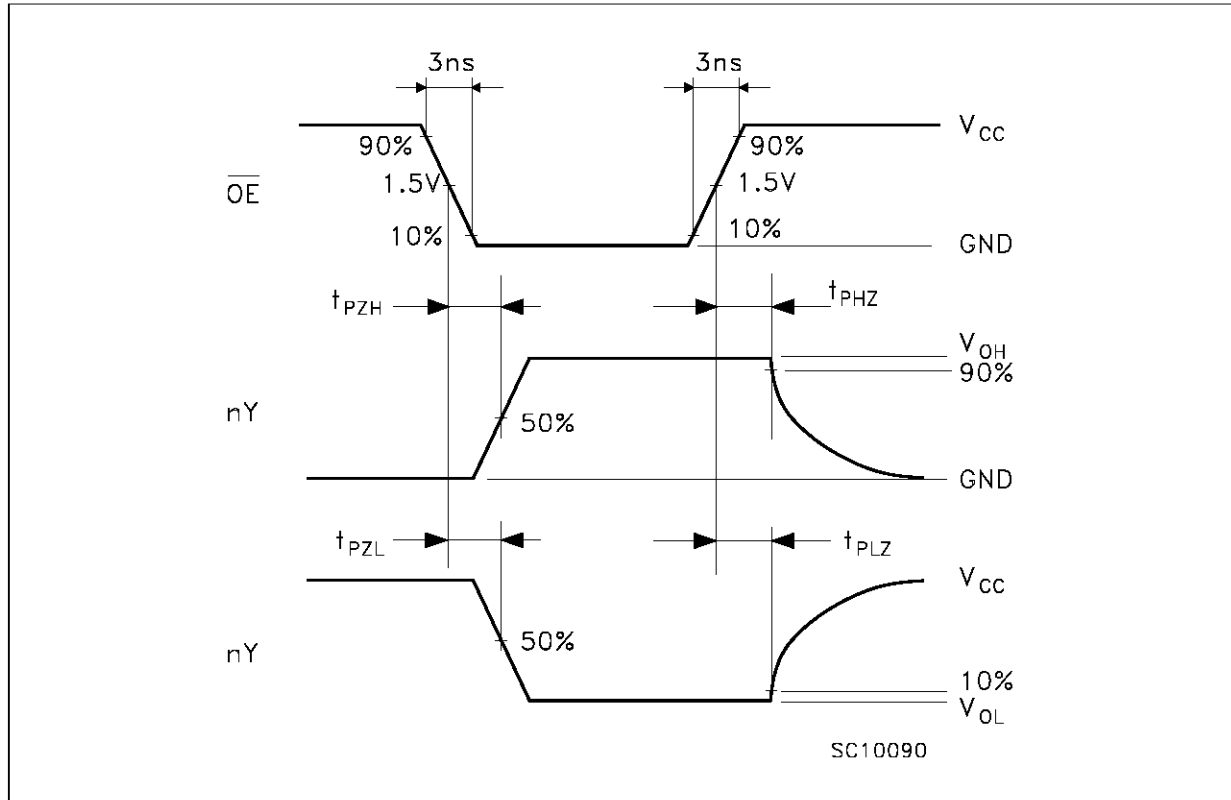 3ns 3ns
V_CC
90% 90%
O̅E̅ 1.5V 1.5V
10% 10%
GND
t_PZH t_PHZ
V_OH
90%
nY 50%
GND
t_PZL t_PLZ
V_CC
nY 50%
10%
V_OL
SC10090